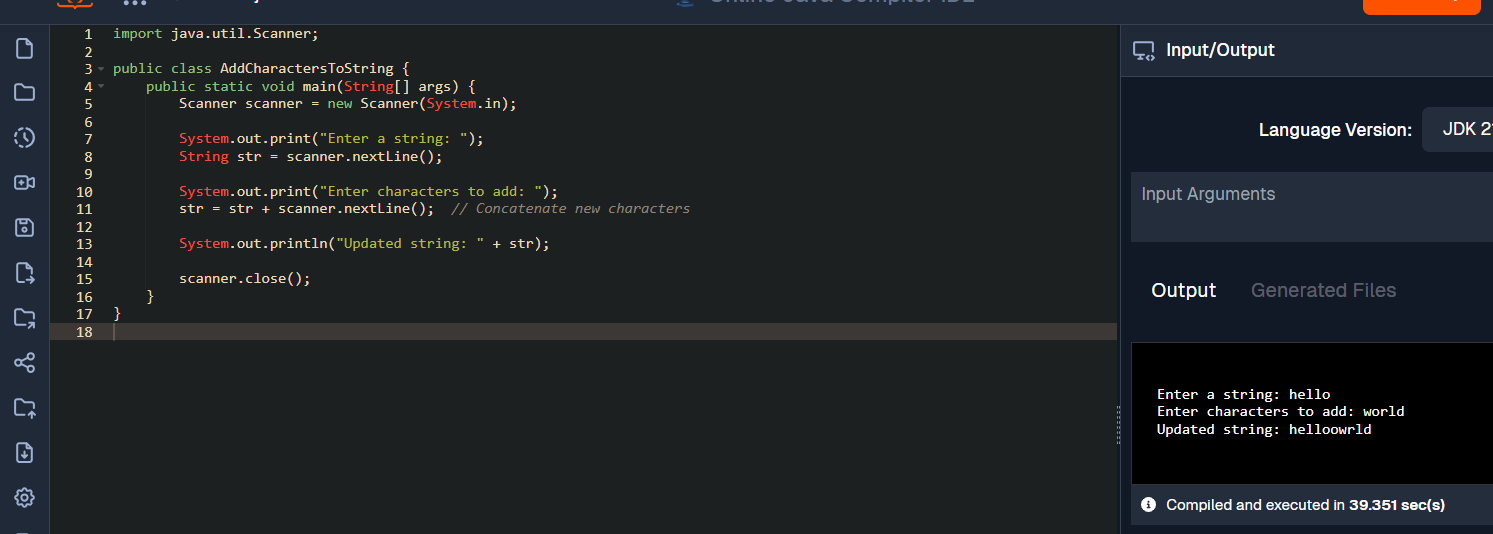 import java.util.Scanner;
public class AddCharactersToString {
public static void main(String[] args) {
Scanner scanner = new Scanner(System.in);
System.out.print("Enter a string: ");
String str = scanner.nextLine();
System.out.print("Enter characters to add: ");
str = str + scanner.nextLine();  // Concatenate new characters
System.out.println("Updated string: " + str);
scanner.close();
}
}
1
2
3
4
5
6
7
8
9
10
11
12
13
14
15
16
17
18
Input/Output
Language Version:
JDK
Input Arguments
Output
Generated Files
Enter a string: hello
Enter characters to add: world
Updated string: helloowrld
Compiled and executed in 39.351 sec(s)